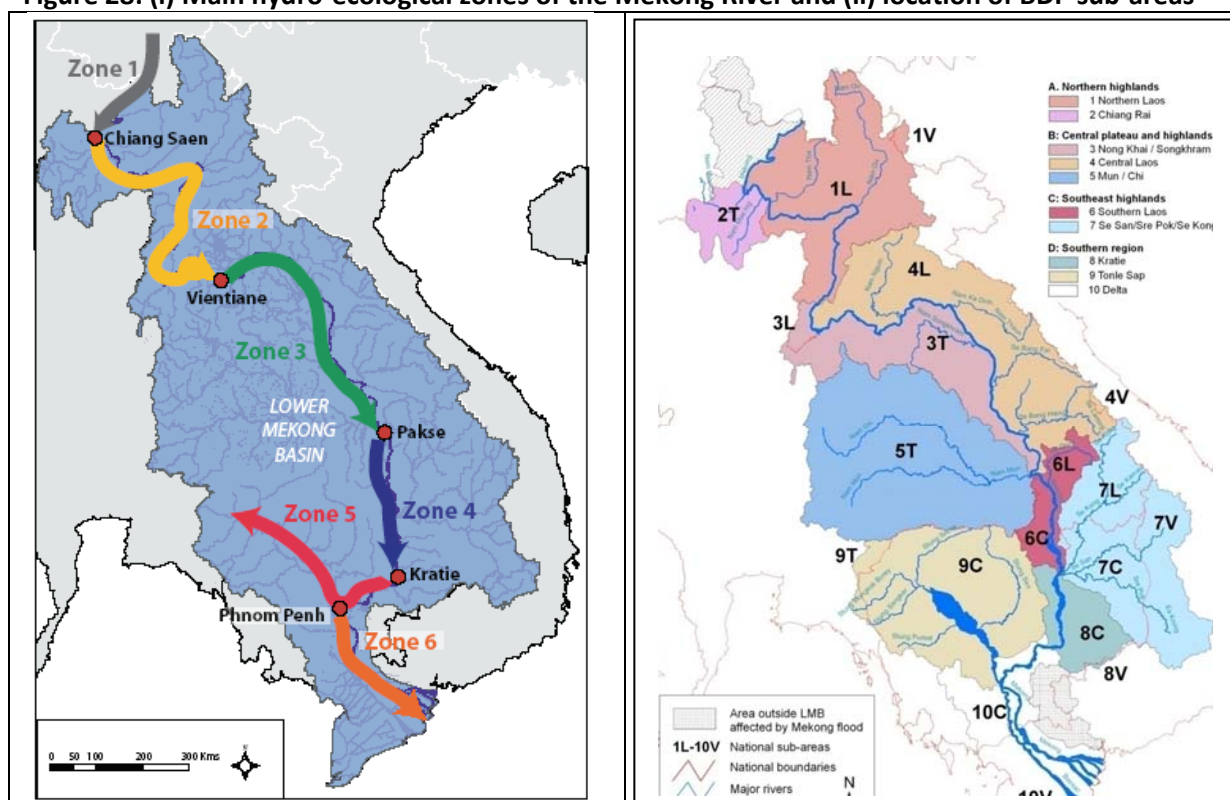 Figure 28: (i) Main hydro-ecological zones of the Mekong River and (ii) location of BDP sub-areas
Zone 1
Chiang Saen
Zone 2
Vientiane
Zone 3
LOWER
MEKONG
BASIN
Pakse
Zone 4
Zone 5
Kratie
Phnom Penh
Zone 6
0 50 100 200 300 Kms
A. Northern highlands
1 Northern Laos
2 Chiang Rai
B: Central plateau and highlands
3 Nong Khai / Songkhram
4 Central Laos
5 Mun / Chi
C: Southeast highlands
6 Southern Laos
7 Se San/Sre Pok/Se Kong
D: Southern region
8 Kratie
9 Tonle Sap
10 Delta
1V
1L
2T
4L
3L
3T
4V
5T
6L
7L
7V
6C
7C
9T
9C
8C
8V
10C
10V
Area outside LMB
affected by Mekong flood
1L-10V National sub-areas
National boundaries
Major rivers
N